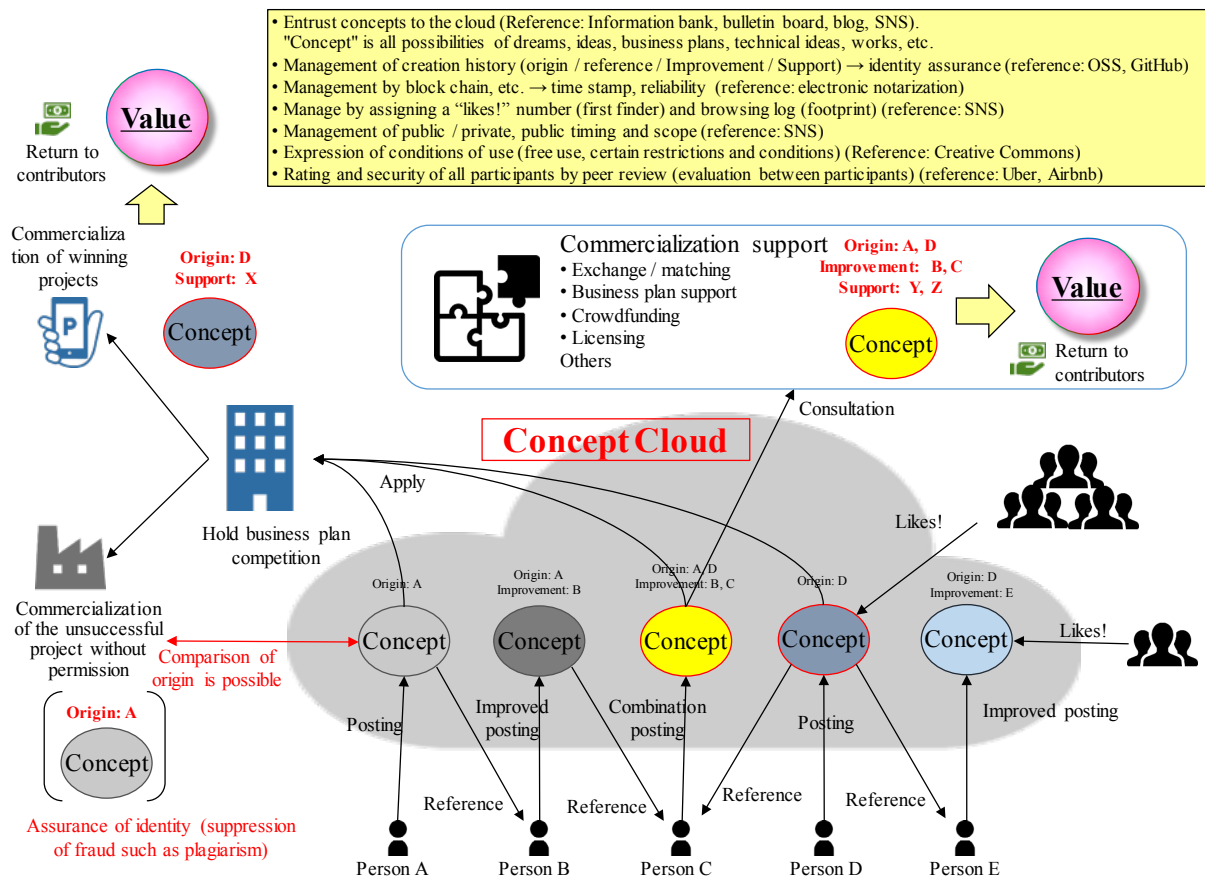 • Entrust concepts to the cloud (Reference: Information bank, bulletin board, blog, SNS).
"Concept" is all possibilities of dreams, ideas, business plans, technical ideas, works, etc.
• Management of creation history (origin / reference / Improvement / Support) → identity assurance (reference: OSS, GitHub)
• Management by block chain, etc. → time stamp, reliability (reference: electronic notarization)
• Manage by assigning a “likes!” number (first finder) and browsing log (footprint) (reference: SNS)
• Management of public / private, public timing and scope (reference: SNS)
• Expression of conditions of use (free use, certain restrictions and conditions) (Reference: Creative Commons)
• Rating and security of all participants by peer review (evaluation between participants) (reference: Uber, Airbnb)
Value
Return to
contributors
Commercializa
tion of winning
projects
Origin: D
Support: X
Concept
P
Commercialization support
• Exchange / matching
• Business plan support
• Crowdfunding
• Licensing
Others
Origin: A, D
Improvement: B, C
Support: Y, Z
Concept
Value
Return to
contributors
Consultation
Concept Cloud
Apply
Hold business plan
competition
Likes!
Origin: A
Concept
Origin: A
Improvement: B
Concept
Origin: A, D
Improvement: B, C
Concept
Origin: D
Concept
Origin: D
Improvement: E
Concept
Likes!
Commercialization
of the unsuccessful
project without
permission
Comparison of
origin is possible
Origin: A
Concept
Assurance of identity (suppression
of fraud such as plagiarism)
Posting
Improved
posting
Combination
posting
Posting
Improved posting
Reference
Reference
Reference
Reference
Person A
Person B
Person C
Person D
Person E